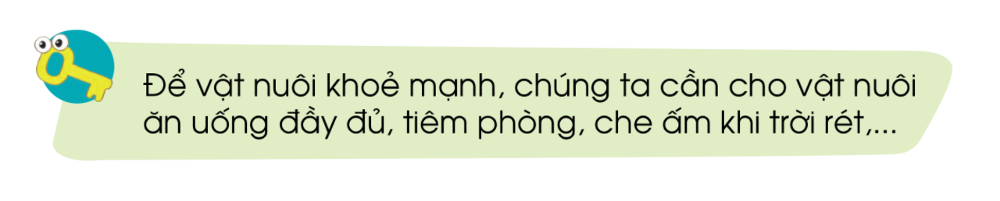 Để vật nuôi khoẻ mạnh, chúng ta cần cho vật nuôi
ăn uống đầy đủ, tiêm phòng, che ấm khi trời rét,...